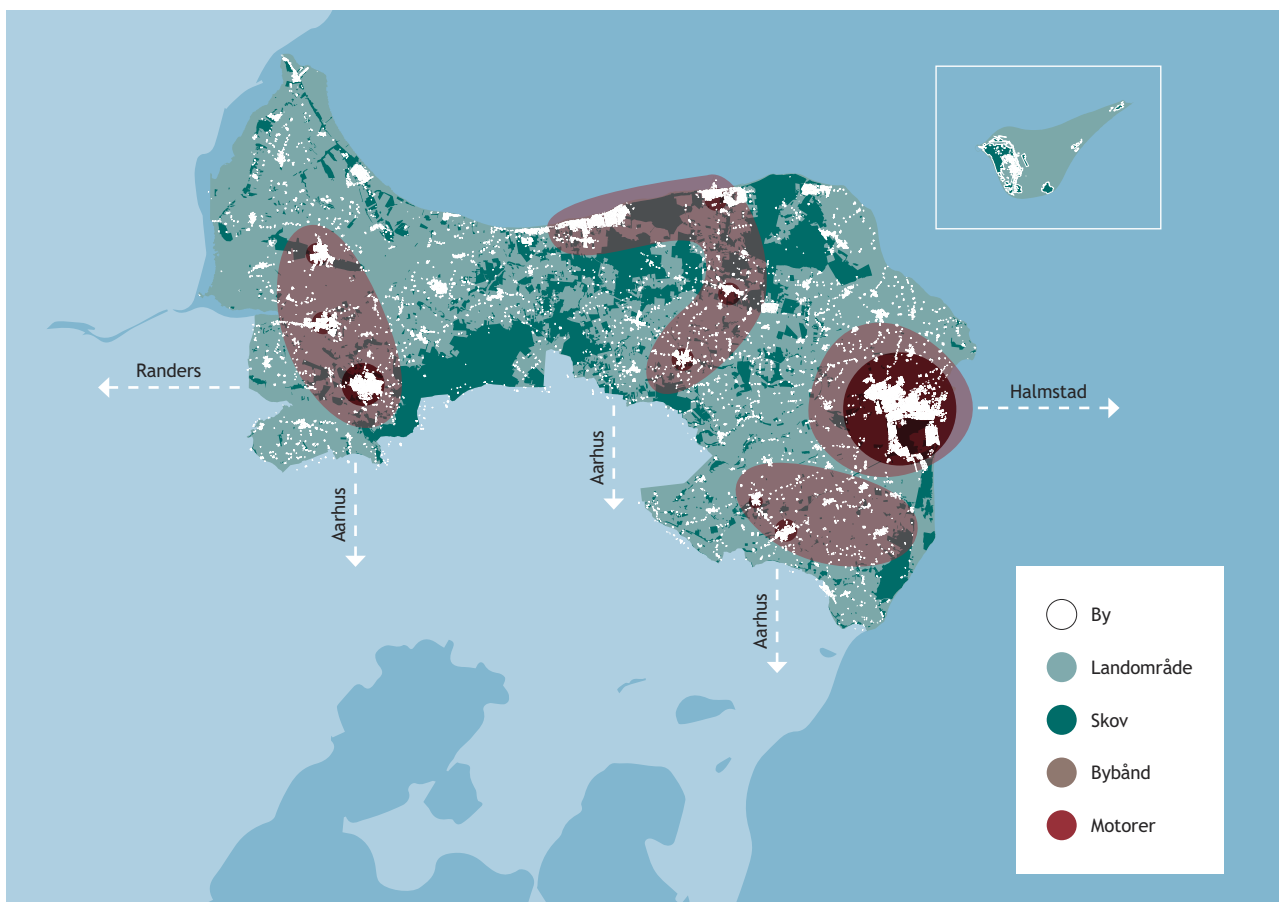 Randers
Aarhus
Aarhus
Aarhus
Halmstad
By
Landområde
Skov
Bybånd
Motorer